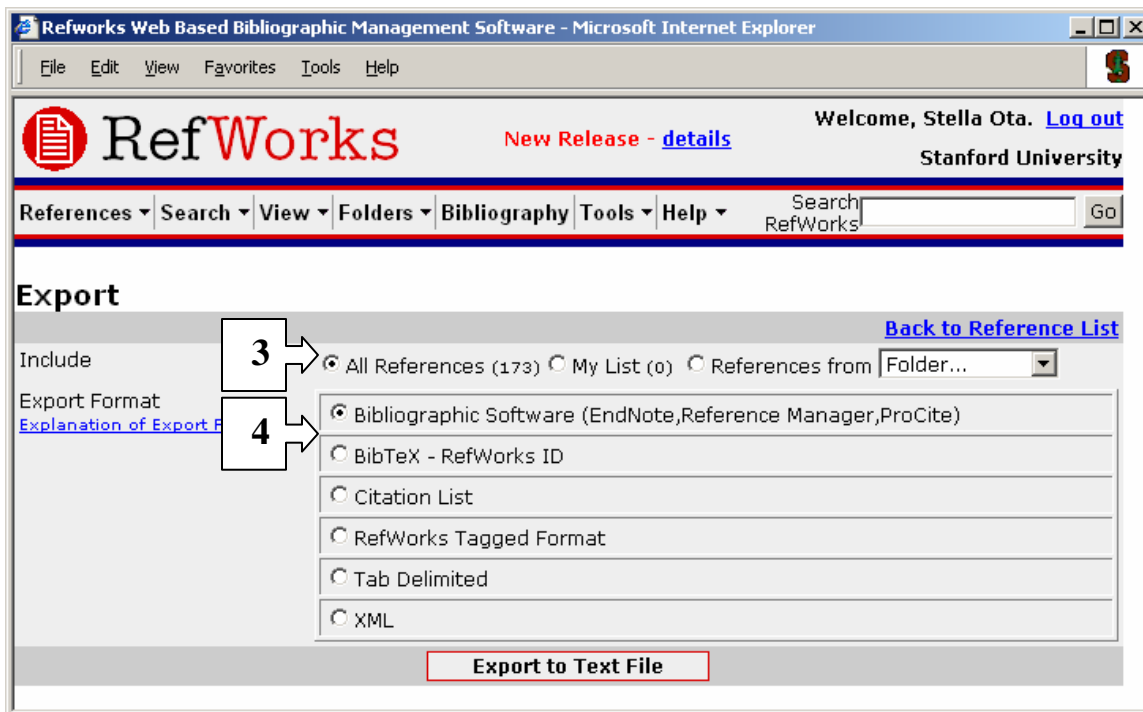 Refworks Web Based Bibliographic Management Software - Microsoft Internet Explorer
File Edit View Favorites Tools Help
RefWorks
New Release - details
Welcome, Stella Ota. Log out
Stanford University
References Search View Folders Bibliography Tools Help
Search RefWorks
Go
Export
Back to Reference List
Include
3
All References (173) My List (0) References from Folder...
Export Format
Explanation of Export F
4
Bibliographic Software (EndNote,Reference Manager,ProCite)
BibTeX - RefWorks ID
Citation List
RefWorks Tagged Format
Tab Delimited
XML
Export to Text File